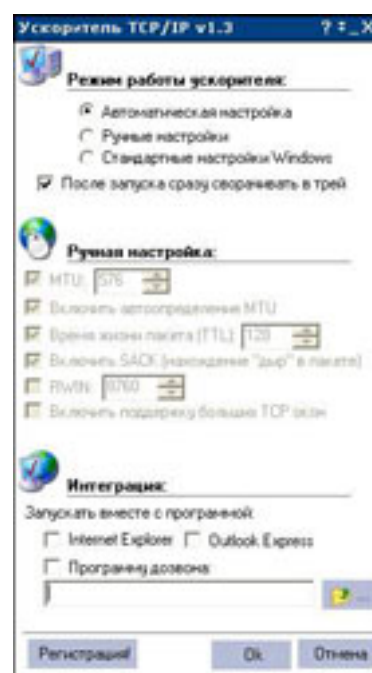 Ускоритель TCP/IP v1.3
Режим работы ускорителя:
Автоматическая настройка
Ручные настройки
Стандартные настройки Windows
После запуска сразу сворачивать в трей
Ручная настройка:
MTU: 576
Включить автоопределение MTU
Время жизни пакета (TTL): 128
Включить SACK (нахождение "дыр" в пакете)
RWIN: 8760
Включить поддержку больших TCP окон
Интеграция:
Запускать вместе с программой:
Internet Explorer Outlook Express
Программу дозвона:
...
Регистрация! Ok Отмена